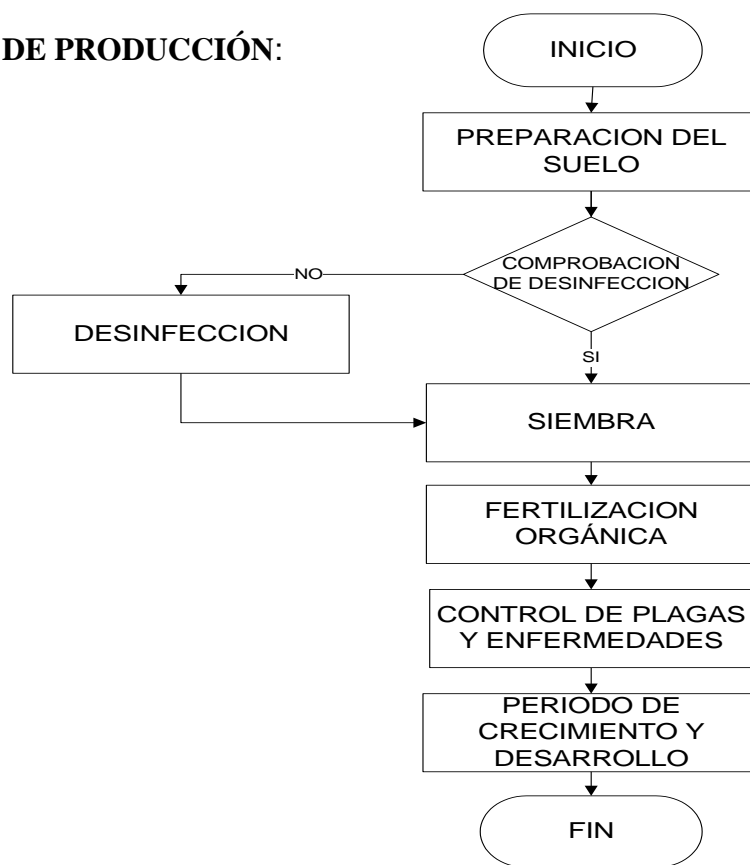 DE PRODUCCIÓN:
INICIO
PREPARACION DEL
SUELO
COMPROBACION
DE DESINFECCION
NO
DESINFECCION
SI
SIEMBRA
FERTILIZACION
ORGÁNICA
CONTROL DE PLAGAS
Y ENFERMEDADES
PERIODO DE
CRECIMIENTO Y
DESARROLLO
FIN